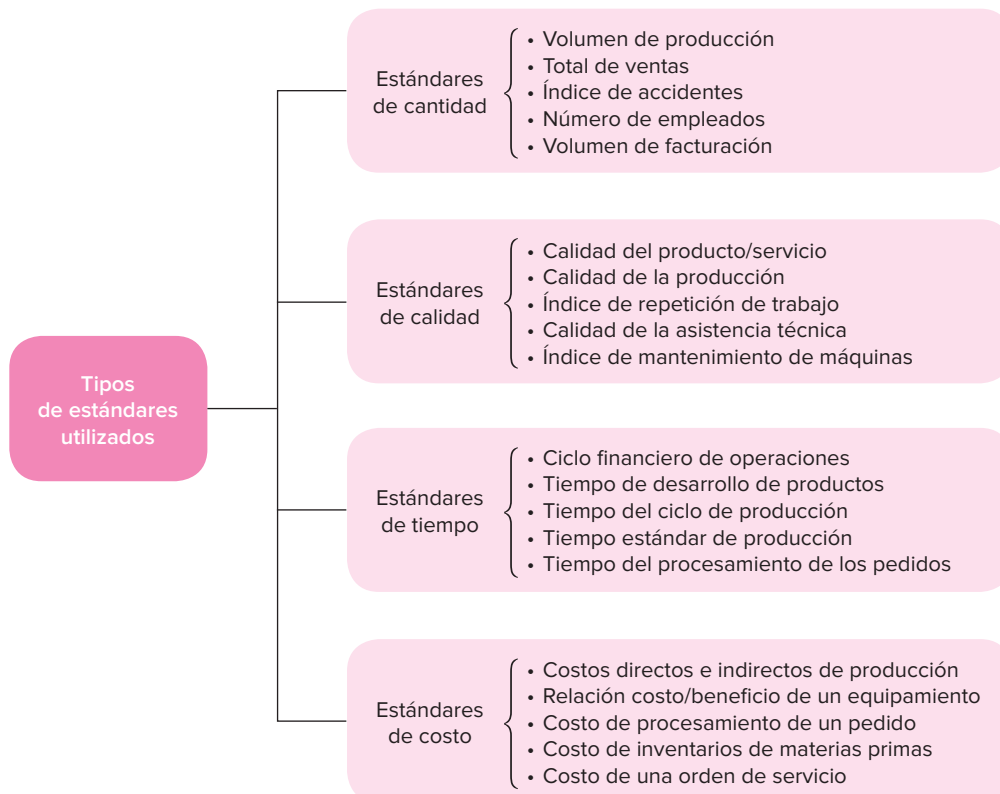 Tipos
de estándares
utilizados
Estándares
de cantidad
• Volumen de producción
• Total de ventas
• Índice de accidentes
• Número de empleados
• Volumen de facturación
Estándares
de calidad
• Calidad del producto/servicio
• Calidad de la producción
• Índice de repetición de trabajo
• Calidad de la asistencia técnica
• Índice de mantenimiento de máquinas
Estándares
de tiempo
• Ciclo financiero de operaciones
• Tiempo de desarrollo de productos
• Tiempo del ciclo de producción
• Tiempo estándar de producción
• Tiempo del procesamiento de los pedidos
Estándares
de costo
• Costos directos e indirectos de producción
• Relación costo/beneficio de un equipamiento
• Costo de procesamiento de un pedido
• Costo de inventarios de materias primas
• Costo de una orden de servicio